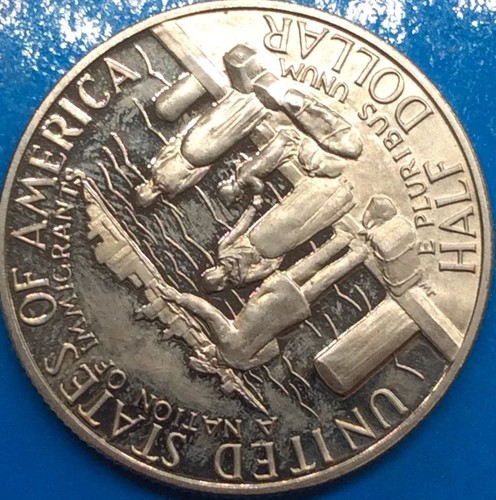 UNITED STATES OF AMERICA
A NATION OF IMMIGRANTS
E PLURIBUS UNUM
HALF DOLLAR